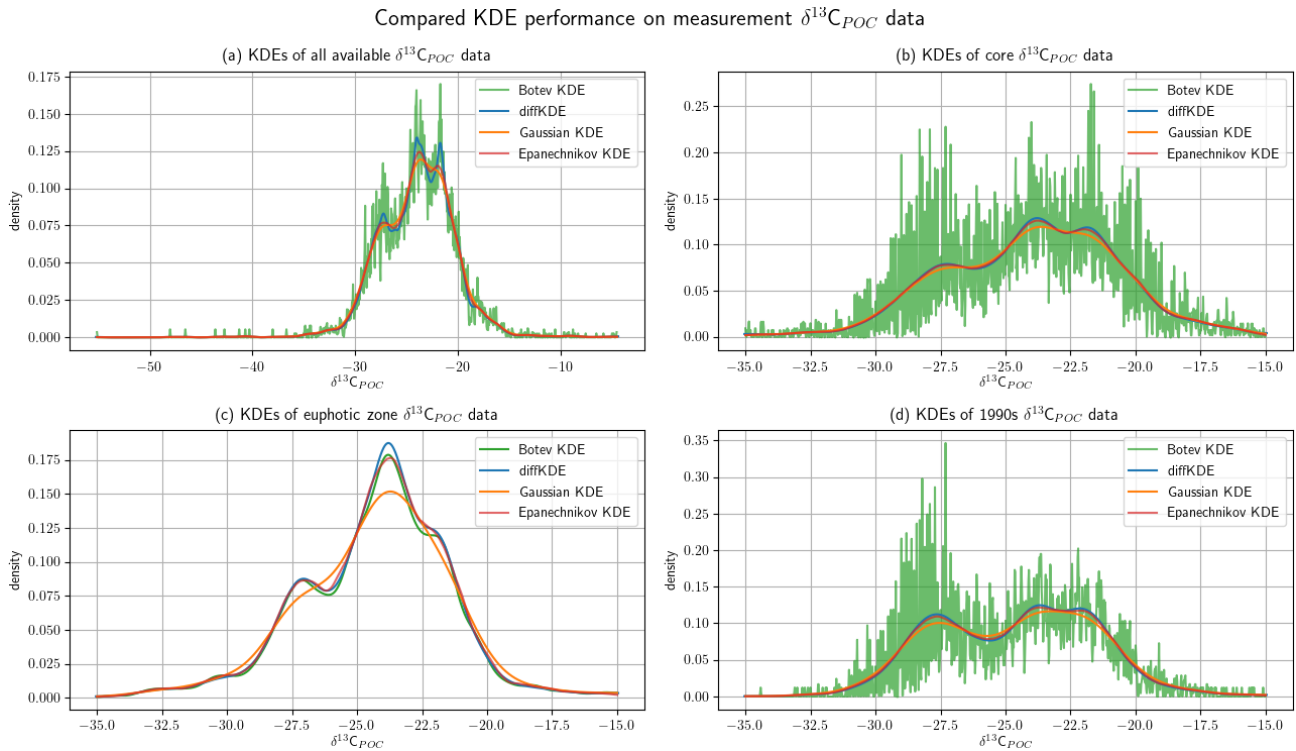 Compared KDE performance on measurement δ¹³C_POC data
(a) KDEs of all available δ¹³C_POC data
0.175
0.150
0.125
0.100
0.075
0.050
0.025
0.000
density
Botev KDE
diffKDE
Gaussian KDE
Epanechnikov KDE
−50 −40 −30 −20 −10
δ¹³C_POC
(b) KDEs of core δ¹³C_POC data
0.25
0.20
0.15
0.10
0.05
0.00
density
Botev KDE
diffKDE
Gaussian KDE
Epanechnikov KDE
−35.0 −32.5 −30.0 −27.5 −25.0 −22.5 −20.0 −17.5 −15.0
δ¹³C_POC
(c) KDEs of euphotic zone δ¹³C_POC data
0.175
0.150
0.125
0.100
0.075
0.050
0.025
0.000
density
Botev KDE
diffKDE
Gaussian KDE
Epanechnikov KDE
−35.0 −32.5 −30.0 −27.5 −25.0 −22.5 −20.0 −17.5 −15.0
δ¹³C_POC
(d) KDEs of 1990s δ¹³C_POC data
0.35
0.30
0.25
0.20
0.15
0.10
0.05
0.00
density
Botev KDE
diffKDE
Gaussian KDE
Epanechnikov KDE
−35.0 −32.5 −30.0 −27.5 −25.0 −22.5 −20.0 −17.5 −15.0
δ¹³C_POC